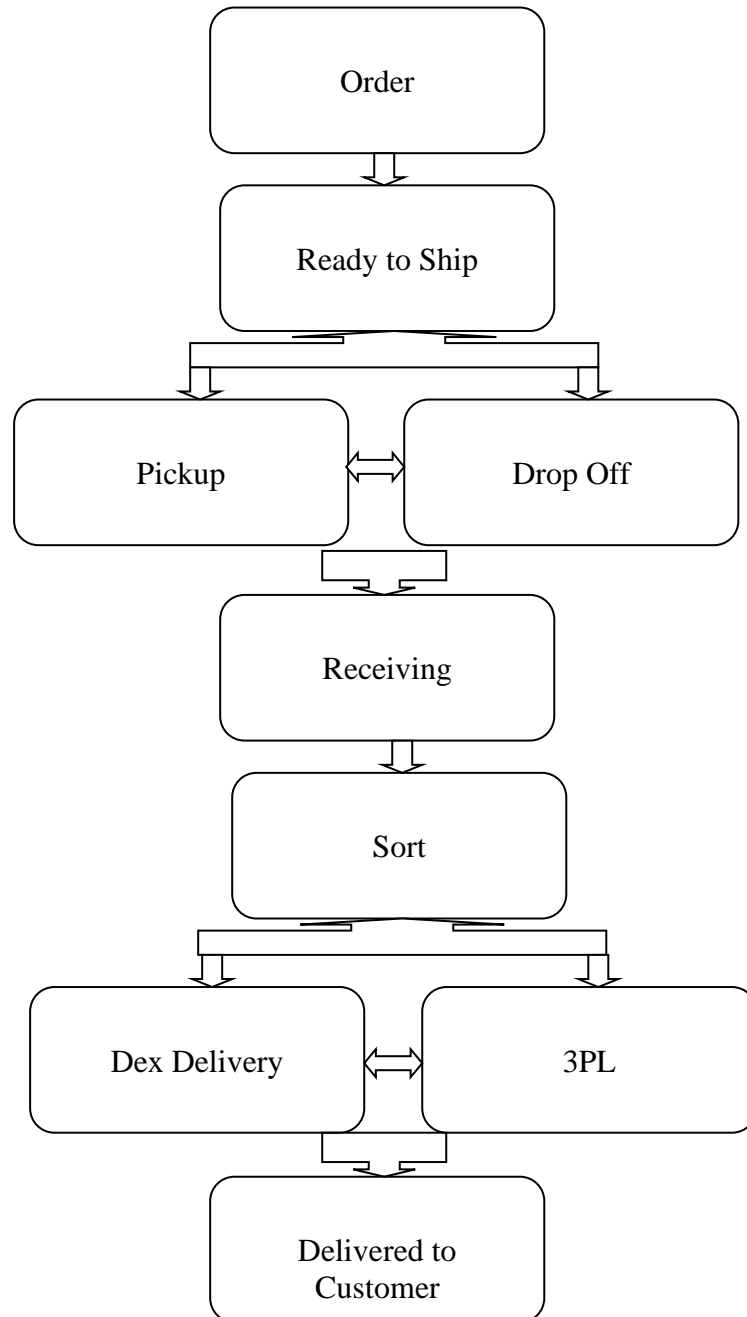 Order
Ready to Ship
Pickup
Drop Off
Receiving
Sort
Dex Delivery
3PL
Delivered to
Customer